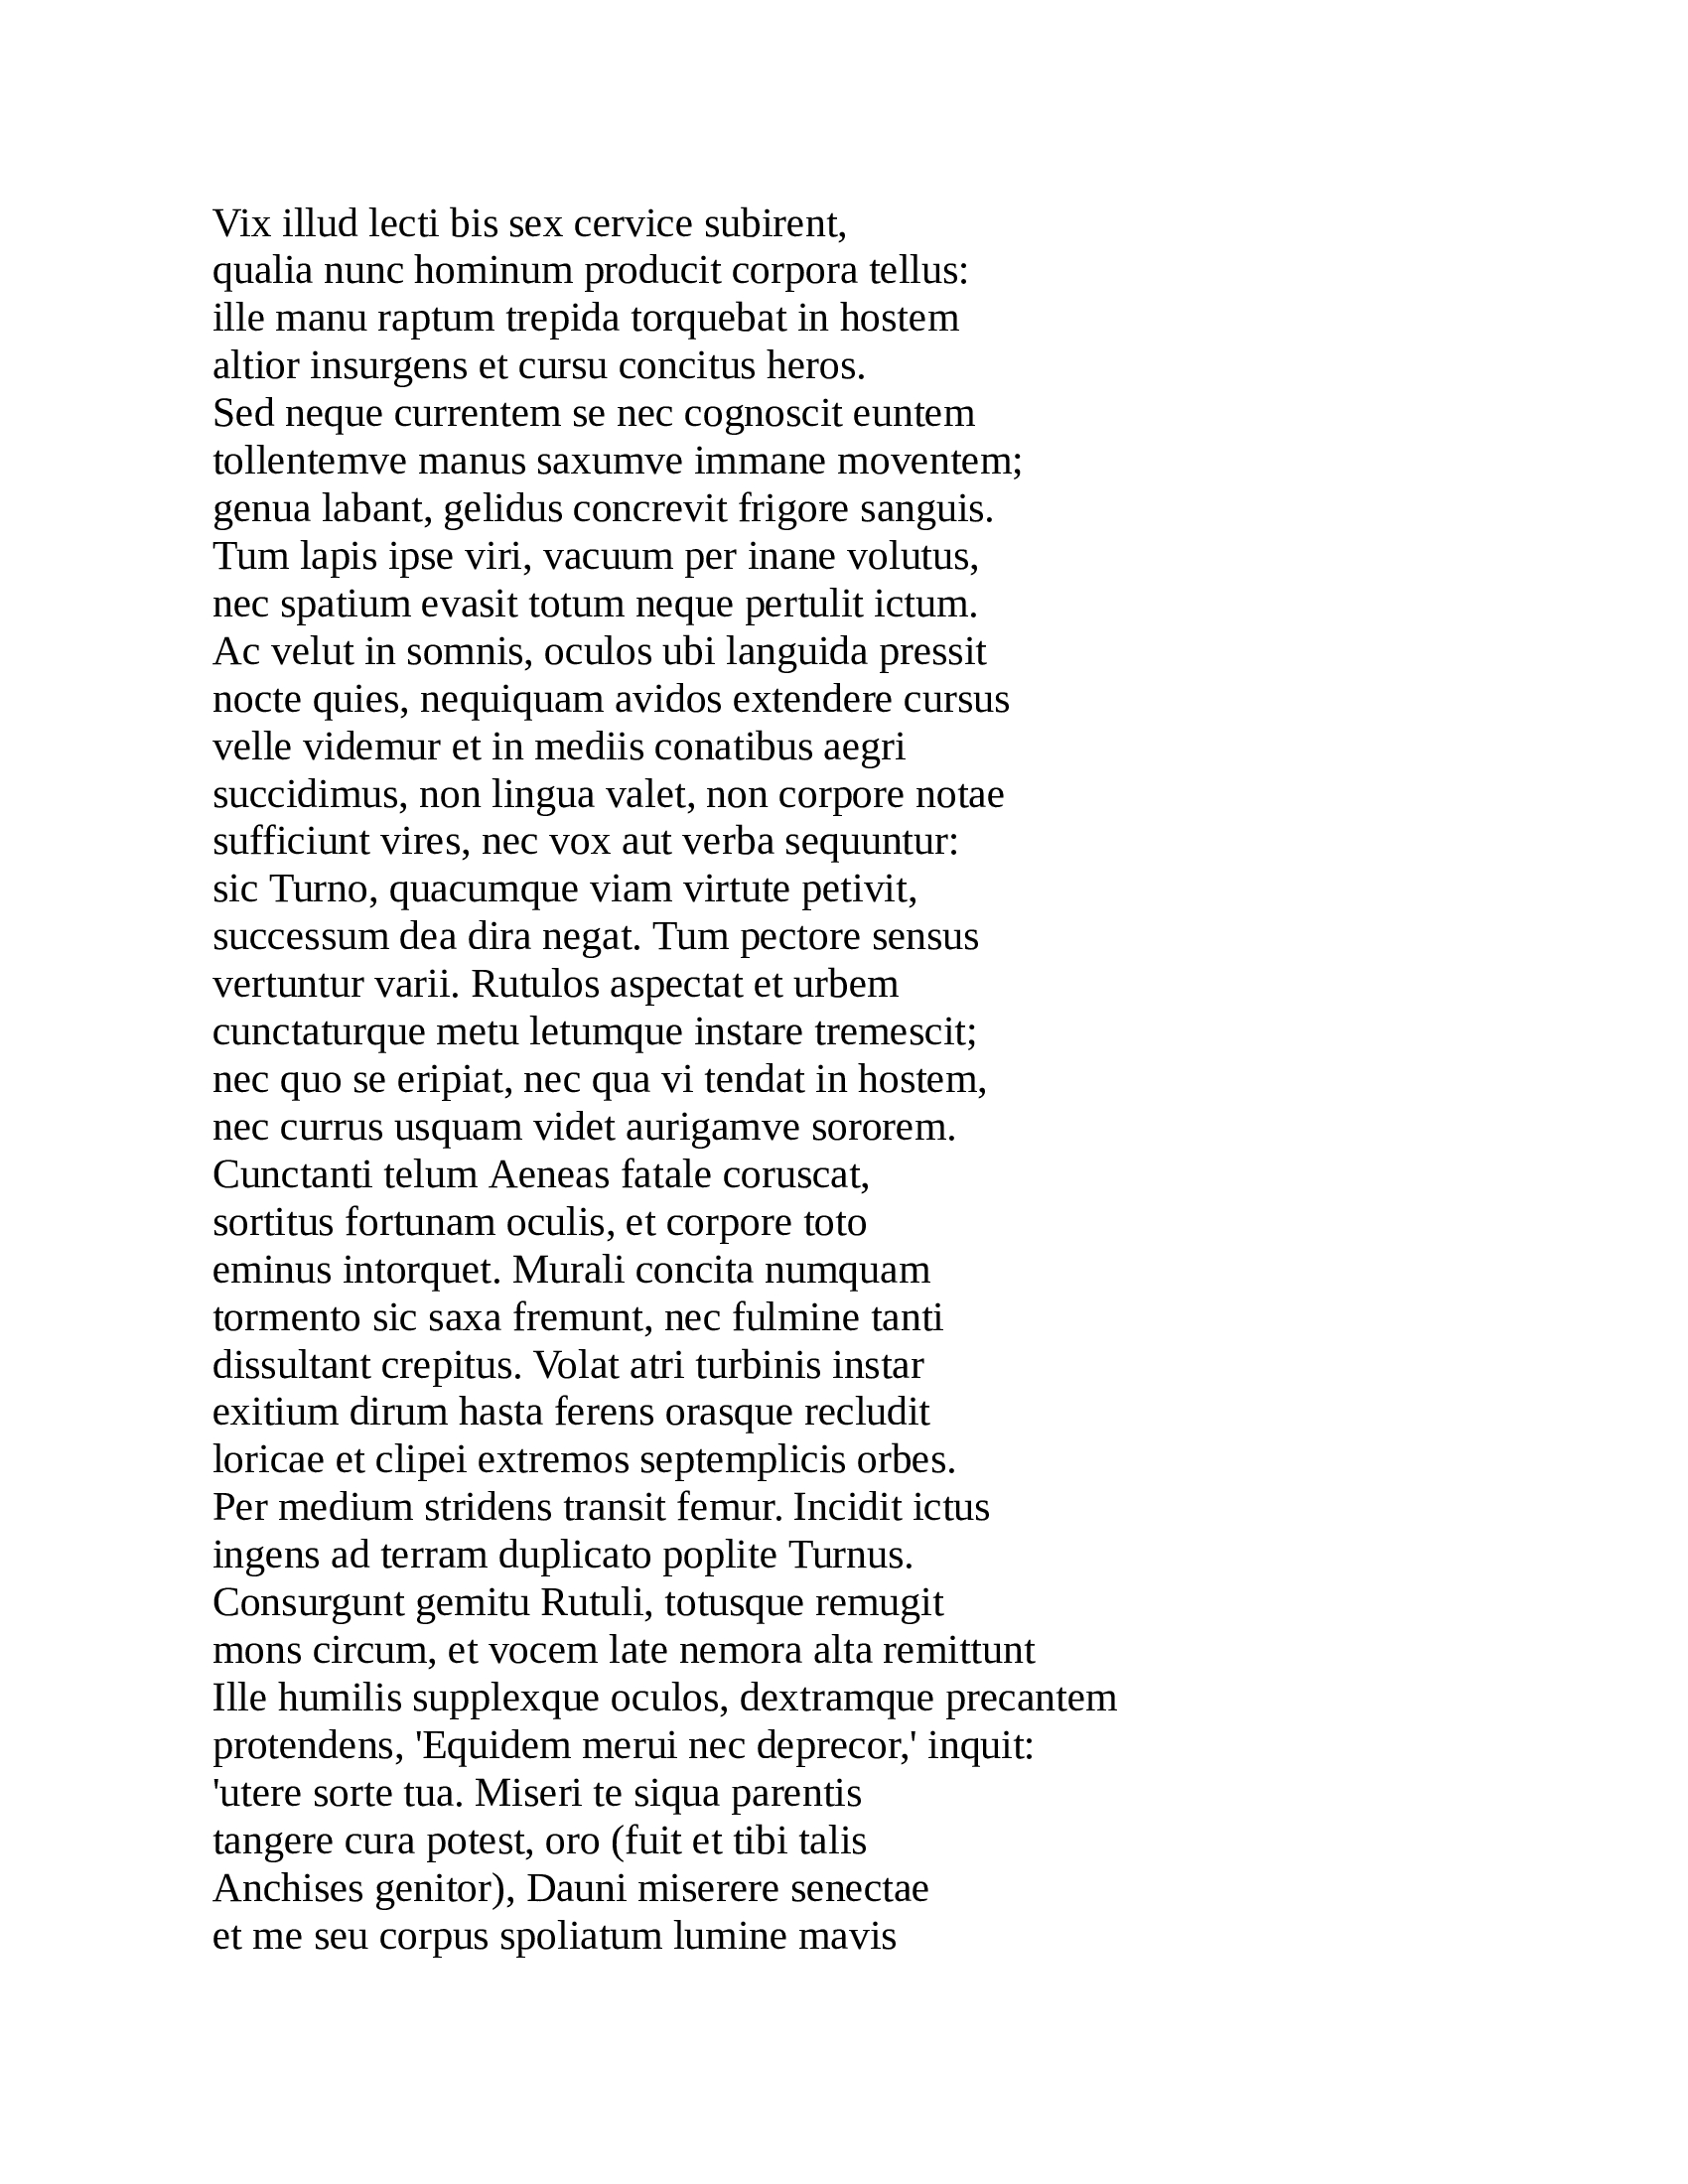 Vix illud lecti bis sex cervice subirent,
qualia nunc hominum producit corpora tellus:
ille manu raptum trepida torquebat in hostem
altior insurgens et cursu concitus heros.
Sed neque currentem se nec cognoscit euntem
tollentemve manus saxumve immane moventem;
genua labant, gelidus concrevit frigore sanguis.
Tum lapis ipse viri, vacuum per inane volutus,
nec spatium evasit totum neque pertulit ictum.
Ac velut in somnis, oculos ubi languida pressit
nocte quies, nequiquam avidos extendere cursus
velle videmur et in mediis conatibus aegri
succidimus, non lingua valet, non corpore notae
sufficiunt vires, nec vox aut verba sequuntur:
sic Turno, quacumque viam virtute petivit,
successum dea dira negat. Tum pectore sensus
vertuntur varii. Rutulos aspectat et urbem
cunctaturque metu letumque instare tremescit;
nec quo se eripiat, nec qua vi tendat in hostem,
nec currus usquam videt aurigamve sororem.
Cunctanti telum Aeneas fatale coruscat,
sortitus fortunam oculis, et corpore toto
eminus intorquet. Murali concita numquam
tormento sic saxa fremunt, nec fulmine tanti
dissultant crepitus. Volat atri turbinis instar
exitium dirum hasta ferens orasque recludit
loricae et clipei extremos septemplicis orbes.
Per medium stridens transit femur. Incidit ictus
ingens ad terram duplicato poplite Turnus.
Consurgunt gemitu Rutuli, totusque remugit
mons circum, et vocem late nemora alta remittunt
Ille humilis supplexque oculos, dextramque precantem
protendens, 'Equidem merui nec deprecor,' inquit:
'utere sorte tua. Miseri te siqua parentis
tangere cura potest, oro (fuit et tibi talis
Anchises genitor), Dauni miserere senectae
et me seu corpus spoliatum lumine mavis